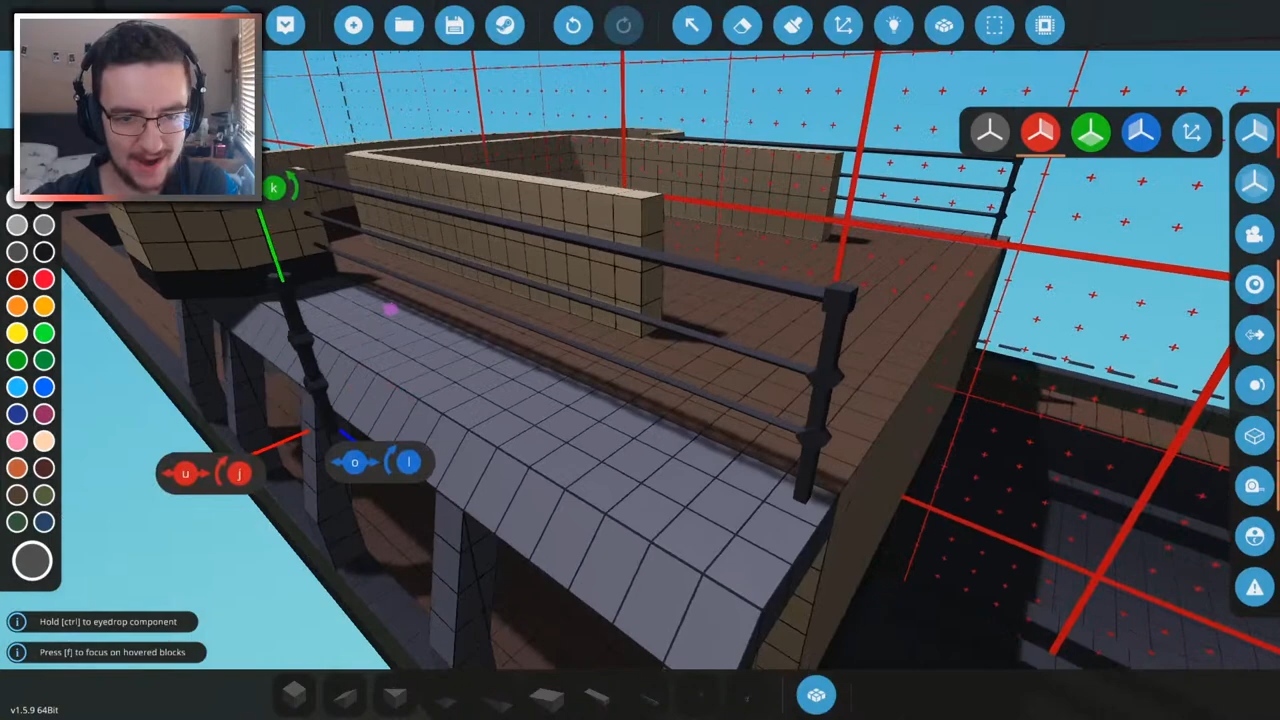 k
u j
o l
Hold [ctrl] to eyedrop component
Press [f] to focus on hovered blocks
v1.5.9 64Bit